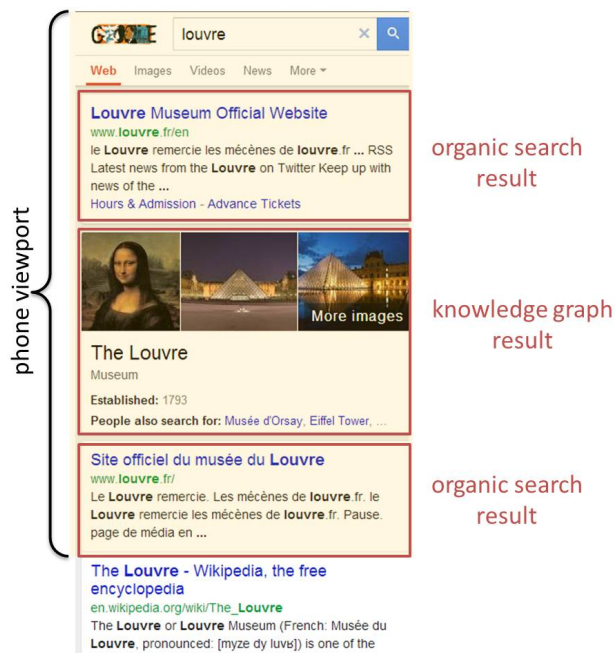 GOOGLE
louvre
Web Images Videos News More
Louvre Museum Official Website
www.louvre.fr/en
le Louvre remercie les mécènes de louvre.fr ... RSS
Latest news from the Louvre on Twitter Keep up with
news of the ...
Hours & Admission - Advance Tickets
organic search
result
More images
The Louvre
Museum
Established: 1793
People also search for: Musée d'Orsay, Eiffel Tower, ...
knowledge graph
result
phone viewport
Site officiel du musée du Louvre
www.louvre.fr/
Le Louvre remercie. Les mécènes de louvre.fr. le
Louvre remercie les mécènes de louvre.fr. Pause.
page de média en ...
organic search
result
The Louvre - Wikipedia, the free
encyclopedia
en.wikipedia.org/wiki/The_Louvre
The Louvre or Louvre Museum (French: Musée du
Louvre, pronounced: [myze dy luvʁ]) is one of the